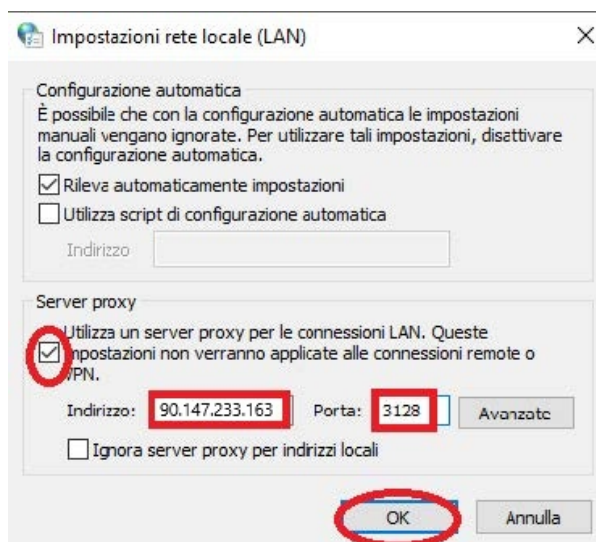 Impostazioni rete locale (LAN)
Configurazione automatica
È possibile che con la configurazione automatica le impostazioni
manuali vengano ignorate. Per utilizzare tali impostazioni, disattivare
la configurazione automatica.
Rileva automaticamente impostazioni
Utilizza script di configurazione automatica
Indirizzo
Server proxy
Utilizza un server proxy per le connessioni LAN. Queste
impostazioni non verranno applicate alle connessioni remote o
VPN.
Indirizzo: 90.147.233.163 Porta: 3128 Avanzate
Ignora server proxy per indirizzi locali
OK Annulla